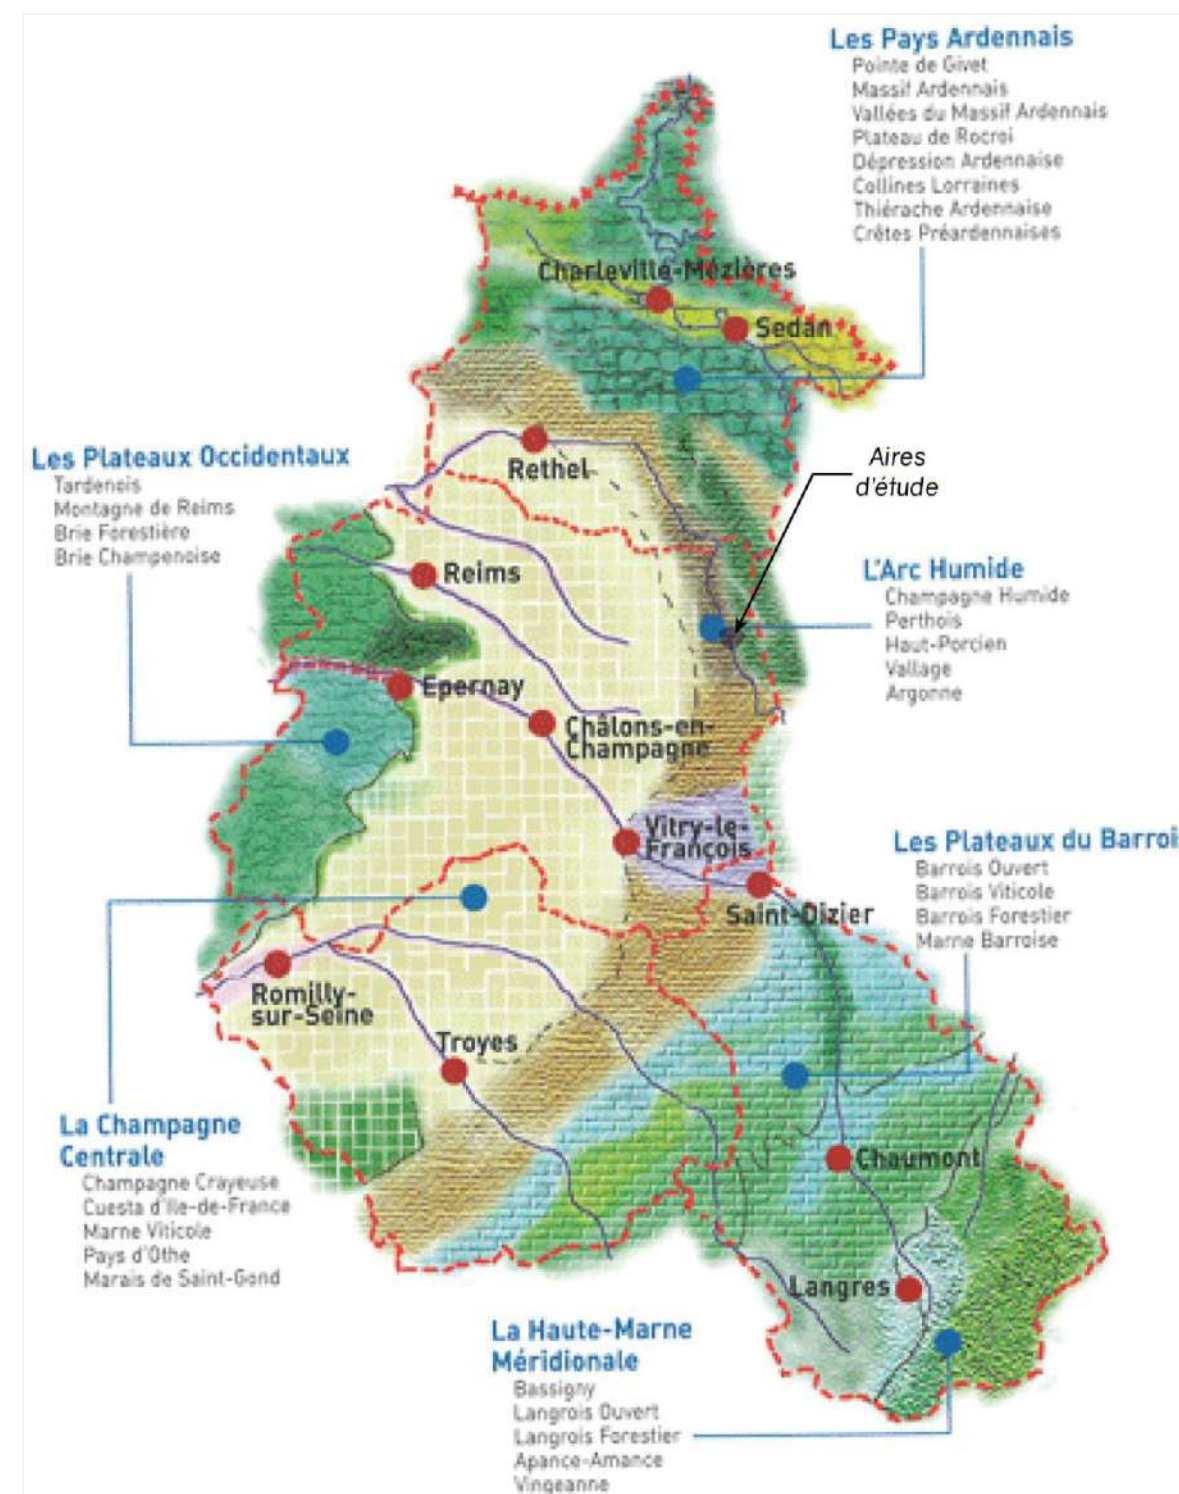 Les Pays Ardennais
Pointe de Givet
Massif Ardennais
Vallées du Massif Ardennais
Plateau de Rocroi
Dépression Ardennaise
Collines Lorraines
Thiérache Ardennaise
Crêtes Préardennaises
Charleville-Mézières
Sedan
Les Plateaux Occidentaux
Tardenois
Montagne de Reims
Brie Forestière
Brie Champenoise
Rethel
Aires
d'étude
Reims
L'Arc Humide
Champagne Humide
Perthois
Haut-Porcien
Vallage
Argonne
Epernay
Châlons-en-
Champagne
Vitry-le-
François
Les Plateaux du Barroi
Barrois Ouvert
Barrois Viticole
Barrois Forestier
Marne Barroise
Saint-Dizier
Romilly-
sur-Seine
Troyes
La Champagne
Centrale
Champagne Crayeuse
Cuesta d'Ile-de-France
Marne Viticole
Pays d'Othe
Marais de Saint-Gond
Chaumont
Langres
La Haute-Marne
Méridionale
Bassigny
Langrois Ouvert
Langrois Forestier
Apance-Amance
Vingeanne